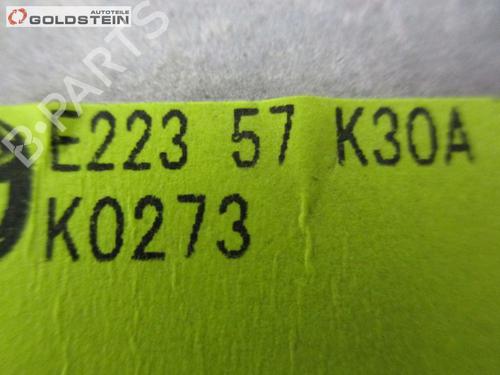 Autoteile
GOLDSTEIN
B-PARTS
E223 57 K30A
K0273